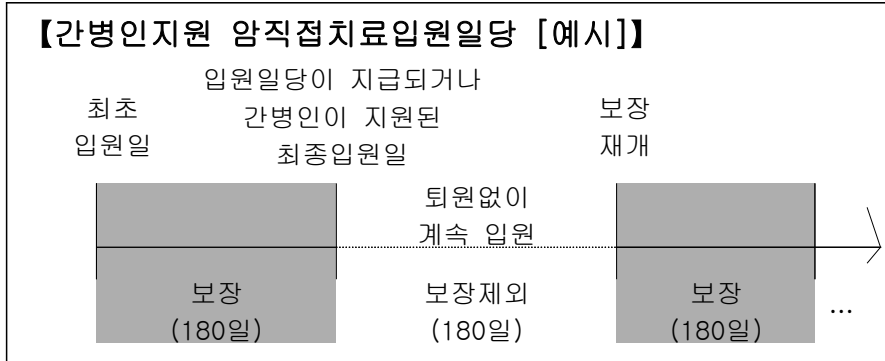 【간병인지원 암직접치료입원일당 [예시]】
최초
입원일
입원일당이 지급되거나
간병인이 지원된
최종입원일
보장
재개
퇴원없이
계속 입원
보장
(180일)
보장제외
(180일)
보장
(180일)
...